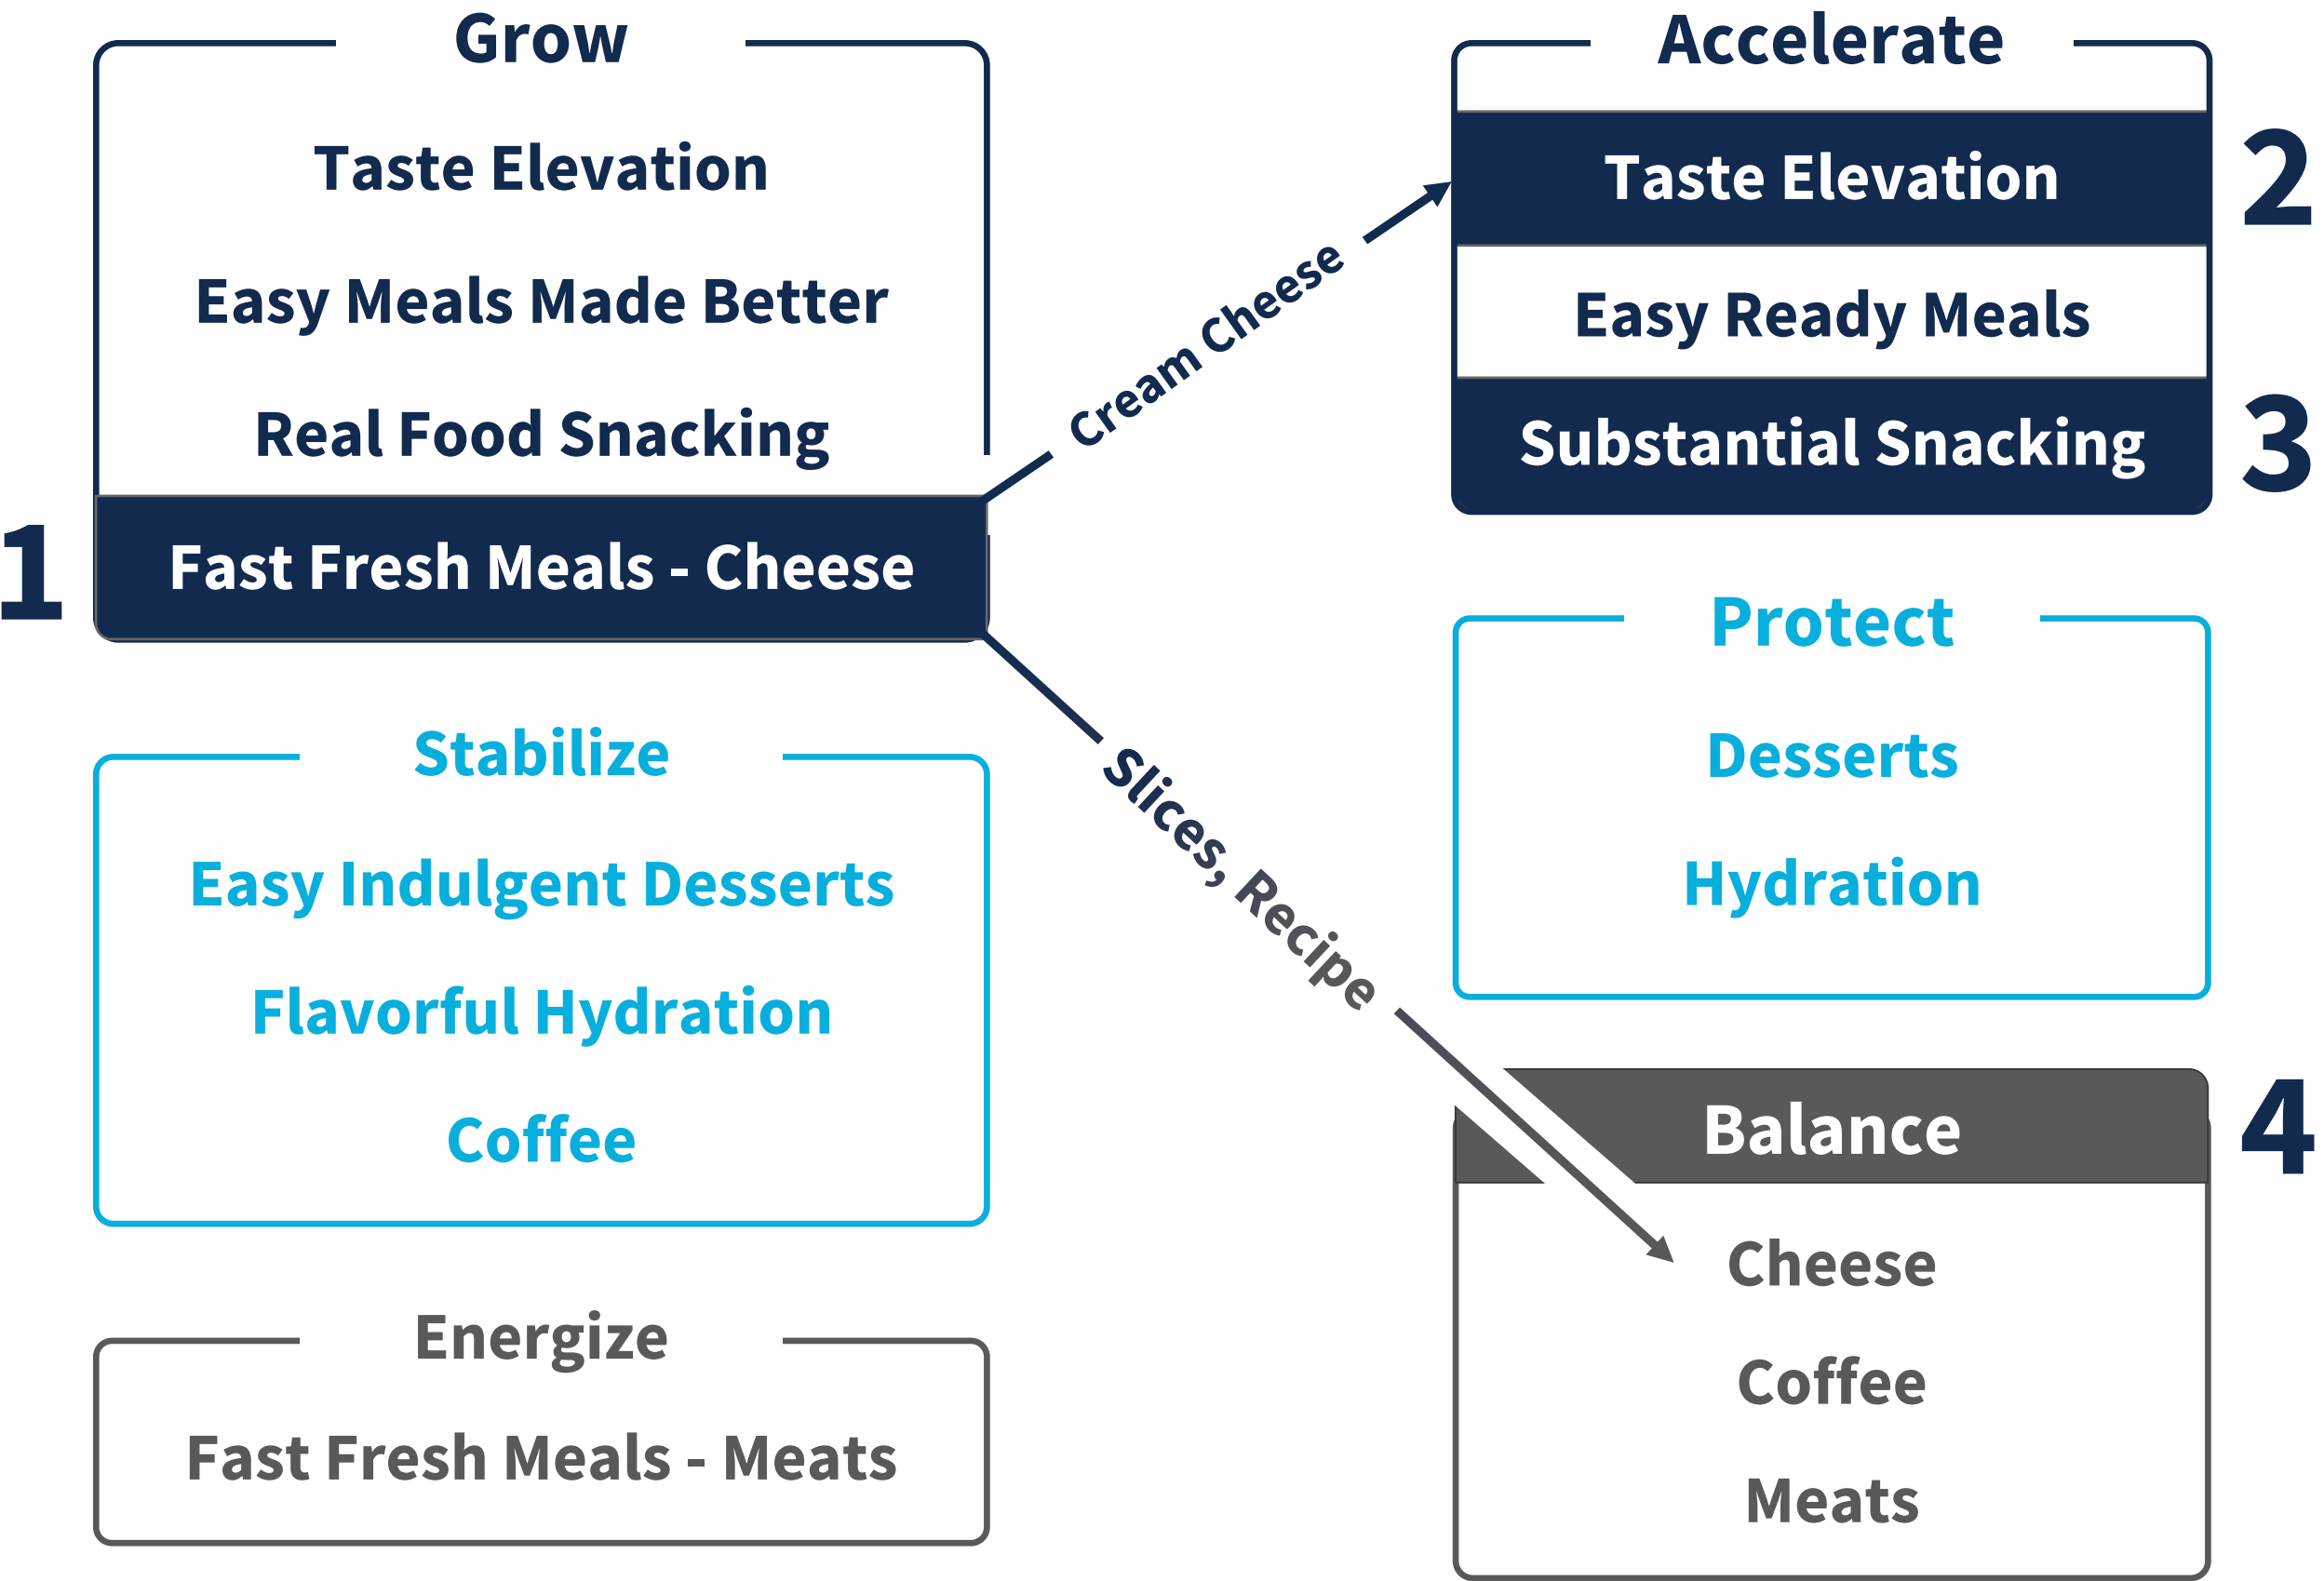 Grow
Taste Elevation
Easy Meals Made Better
Real Food Snacking
1
Fast Fresh Meals - Cheese
Stabilize
Easy Indulgent Desserts
Flavorful Hydration
Coffee
Energize
Fast Fresh Meals - Meats
Cream Cheese
Slices, Recipe
Accelerate
Taste Elevation
2
Easy Ready Meals
Substantial Snacking
3
Protect
Desserts
Hydration
Balance
4
Cheese
Coffee
Meats